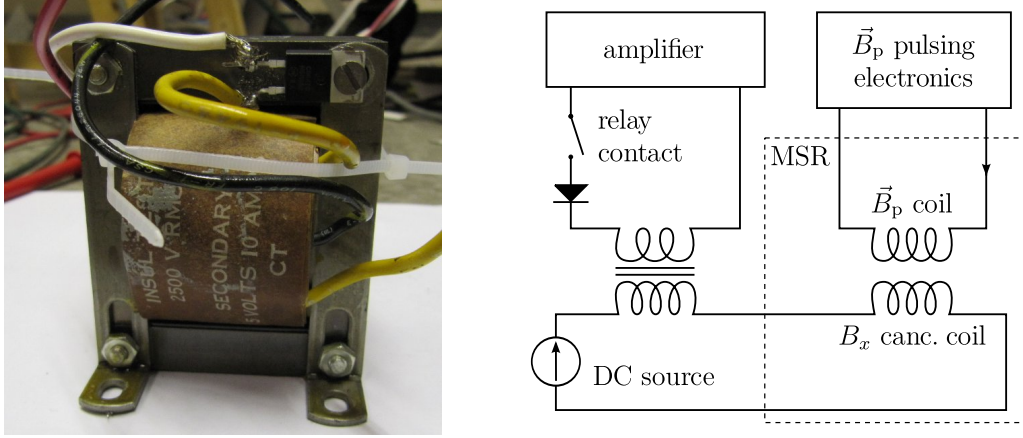 INSUL
2500 V RMS
SECONDARY
VOLTS 10 AM
CT
amplifier
relay
contact
DC source
B⃗p pulsing
electronics
MSR
B⃗p coil
Bx canc. coil